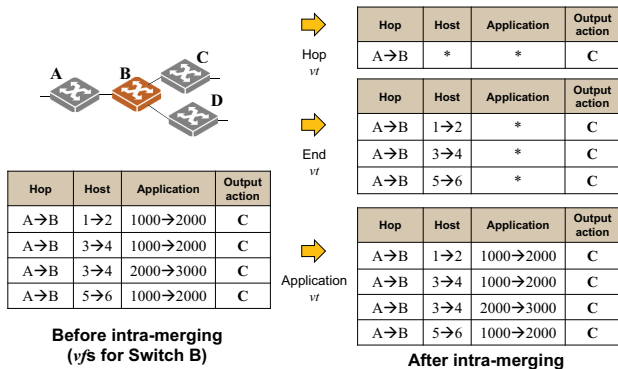 A B C
D
Hop Host Application Output action
A→B 1→2 1000→2000 C
A→B 3→4 1000→2000 C
A→B 3→4 2000→3000 C
A→B 5→6 1000→2000 C
Before intra-merging
(vfs for Switch B)
Hop
vt
Hop Host Application Output action
A→B * * C
End
vt
Hop Host Application Output action
A→B 1→2 * C
A→B 3→4 * C
A→B 5→6 * C
Application
vt
Hop Host Application Output action
A→B 1→2 1000→2000 C
A→B 3→4 1000→2000 C
A→B 3→4 2000→3000 C
A→B 5→6 1000→2000 C
After intra-merging